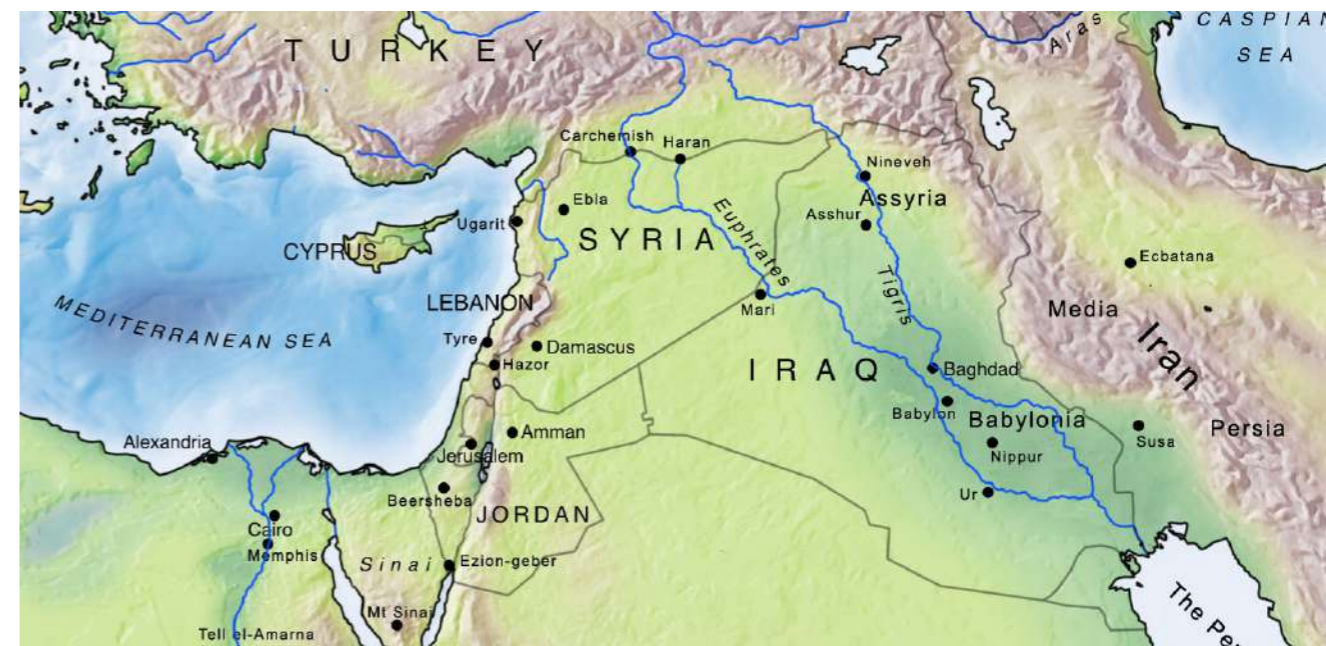 TURKEY
Aras
CASPIAN
SEA
Carchemish
Haran
Nineveh
Assyria
Asshur
Ebla
Ugarit
SYRIA
Euphrates
Tigris
Ecbatana
CYPRUS
MEDITERRANEAN SEA
LEBANON
Mari
Media
Iran
Tyre
Damascus
Hazor
IRAQ
Baghdad
Babylon
Babylonia
Persia
Susa
Nippur
Alexandria
Amman
Jerusalem
Beersheba
Ur
JORDAN
Cairo
Memphis
Sinai
Ezion-geber
Mt Sinai
Tell el-Amarna
The Pe